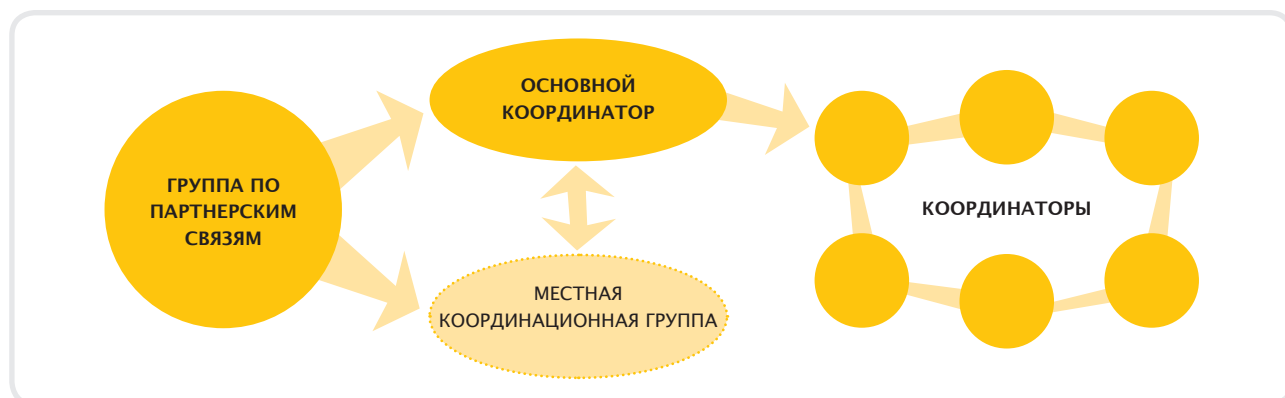 ГРУППА ПО
ПАРТНЕРСКИМ
СВЯЗЯМ
ОСНОВНОЙ
КООРДИНАТОР
МЕСТНАЯ
КООРДИНАЦИОННАЯ ГРУППА
КООРДИНАТОРЫ